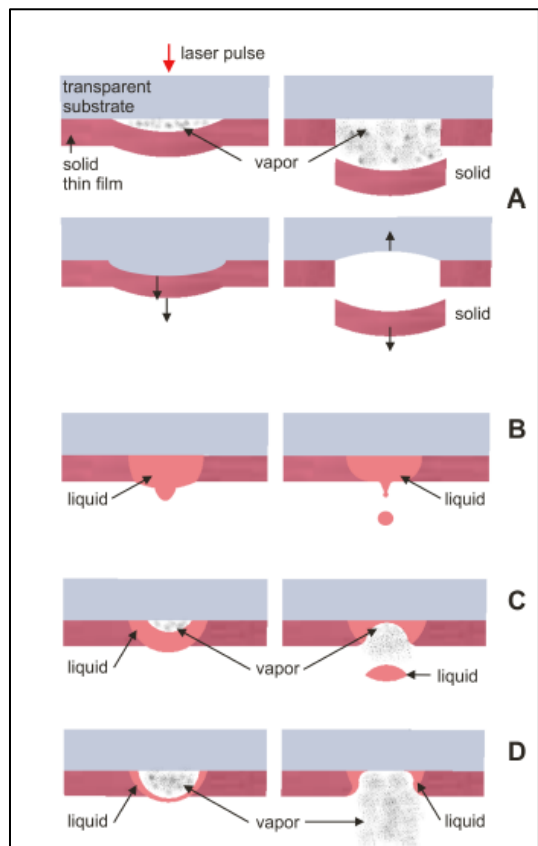 laser pulse
transparent
substrate
solid
thin film
vapor
solid
A
solid
B
liquid
liquid
C
liquid
vapor
liquid
D
liquid
vapor
liquid